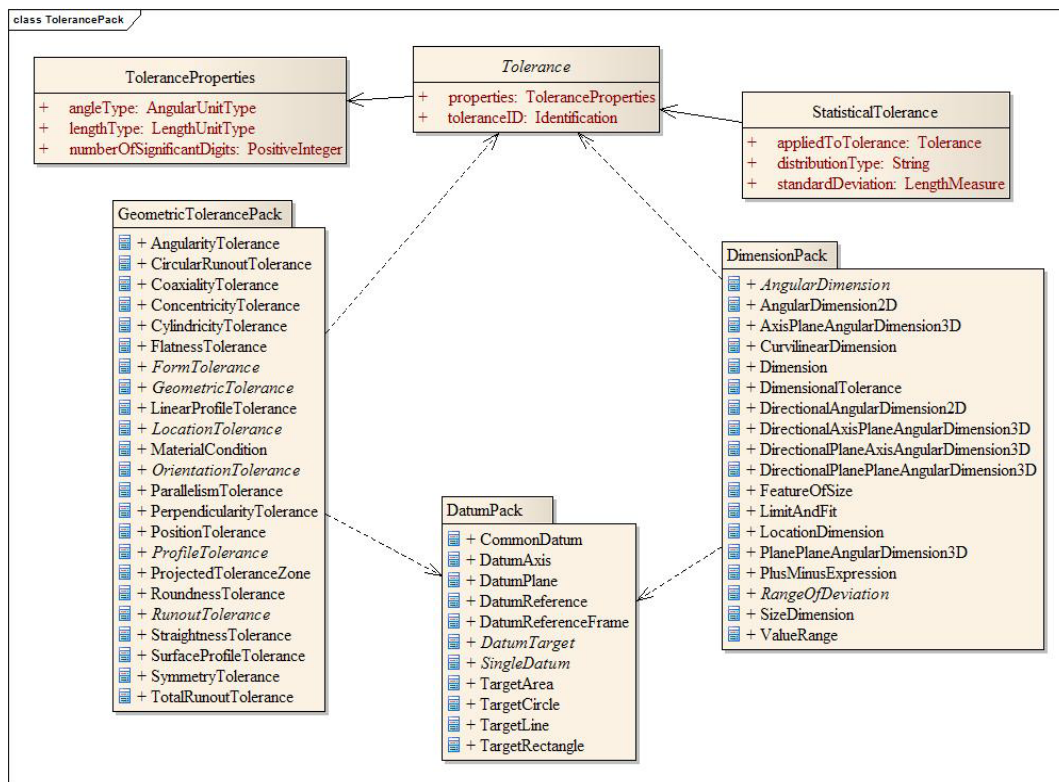 class TolerancePack
ToleranceProperties
+ angleType: AngularUnitType
+ lengthType: LengthUnitType
+ numberOfSignificantDigits: PositiveInteger
Tolerance
+ properties: ToleranceProperties
+ toleranceID: Identification
StatisticalTolerance
+ appliedToTolerance: Tolerance
+ distributionType: String
+ standardDeviation: LengthMeasure
GeometricTolerancePack
+ AngularityTolerance
+ CircularRunoutTolerance
+ CoaxialityTolerance
+ ConcentricityTolerance
+ CylindricityTolerance
+ FlatnessTolerance
+ FormTolerance
+ GeometricTolerance
+ LinearProfileTolerance
+ LocationTolerance
+ MaterialCondition
+ OrientationTolerance
+ ParallelismTolerance
+ PerpendicularityTolerance
+ PositionTolerance
+ ProfileTolerance
+ ProjectedToleranceZone
+ RoundnessTolerance
+ RunoutTolerance
+ StraightnessTolerance
+ SurfaceProfileTolerance
+ SymmetryTolerance
+ TotalRunoutTolerance
DatumPack
+ CommonDatum
+ DatumAxis
+ DatumPlane
+ DatumReference
+ DatumReferenceFrame
+ DatumTarget
+ SingleDatum
+ TargetArea
+ TargetCircle
+ TargetLine
+ TargetRectangle
DimensionPack
+ AngularDimension
+ AngularDimension2D
+ AxisPlaneAngularDimension3D
+ CurvilinearDimension
+ Dimension
+ DimensionalTolerance
+ DirectionalAngularDimension2D
+ DirectionalAxisPlaneAngularDimension3D
+ DirectionalPlaneAxisAngularDimension3D
+ DirectionalPlanePlaneAngularDimension3D
+ FeatureOfSize
+ LimitAndFit
+ LocationDimension
+ PlanePlaneAngularDimension3D
+ PlusMinusExpression
+ RangeOfDeviation
+ SizeDimension
+ ValueRange